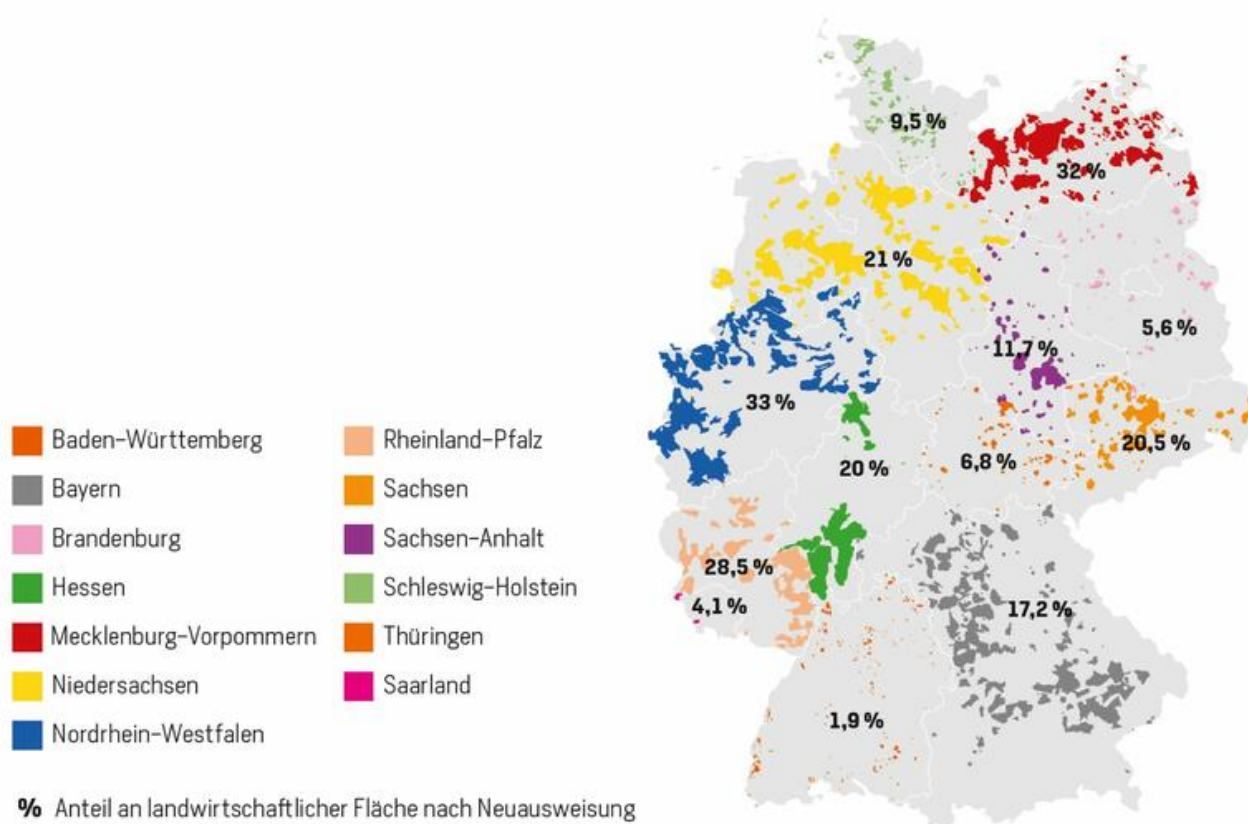 9,5 %
32 %
21 %
5,6 %
11,7 %
33 %
20,5 %
6,8 %
20 %
28,5 %
4,1 %
17,2 %
1,9 %
Baden-Württemberg
Bayern
Brandenburg
Hessen
Mecklenburg-Vorpommern
Niedersachsen
Nordrhein-Westfalen
Rheinland-Pfalz
Sachsen
Sachsen-Anhalt
Schleswig-Holstein
Thüringen
Saarland
% Anteil an landwirtschaftlicher Fläche nach Neuausweisung